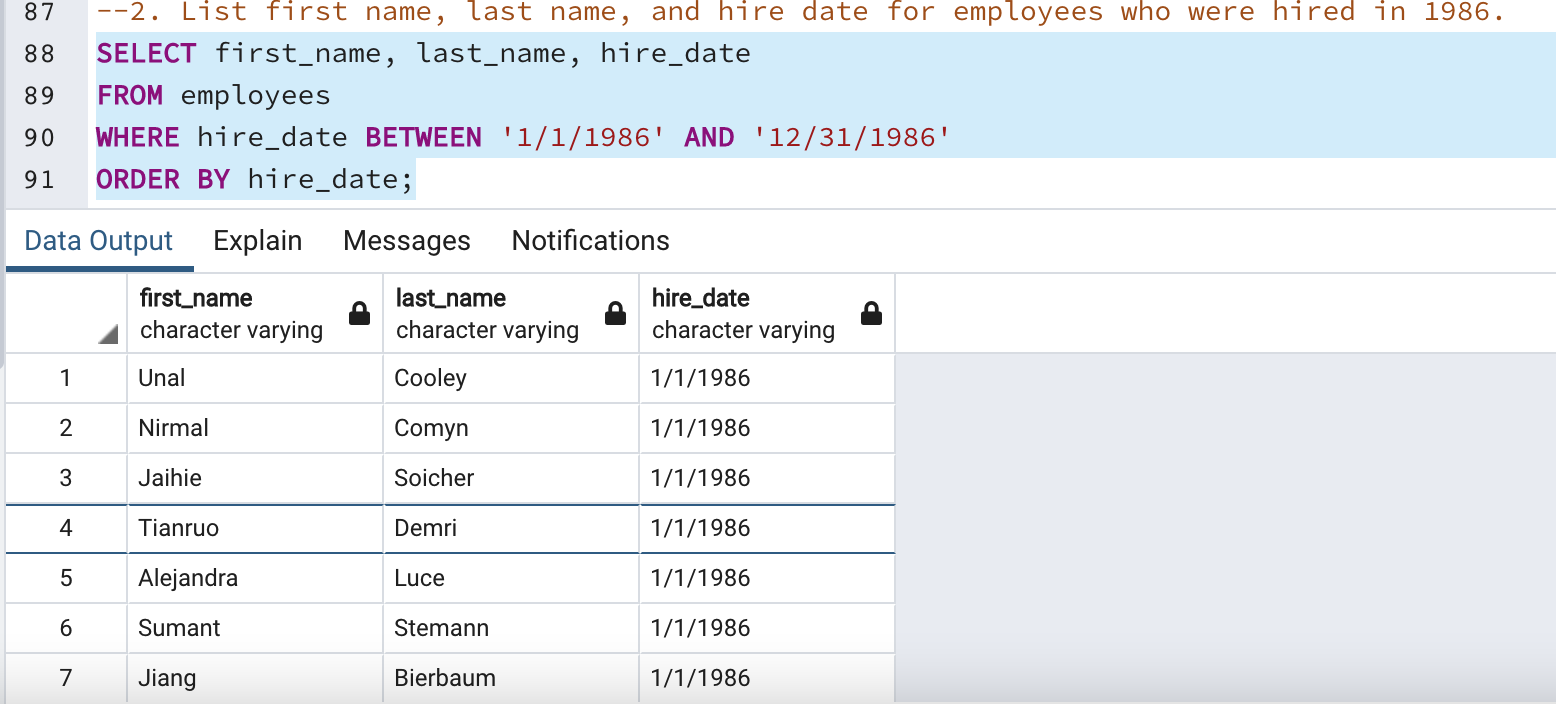 87 --2. List first name, last name, and hire date for employees who were hired in 1986.
88 SELECT first_name, last_name, hire_date
89 FROM employees
90 WHERE hire_date BETWEEN '1/1/1986' AND '12/31/1986'
91 ORDER BY hire_date;
Data Output Explain Messages Notifications
first_name last_name hire_date
character varying character varying character varying
1 Unal Cooley 1/1/1986
2 Nirmal Comyn 1/1/1986
3 Jaihie Soicher 1/1/1986
4 Tianruo Demri 1/1/1986
5 Alejandra Luce 1/1/1986
6 Sumant Stemann 1/1/1986
7 Jiang Bierbaum 1/1/1986